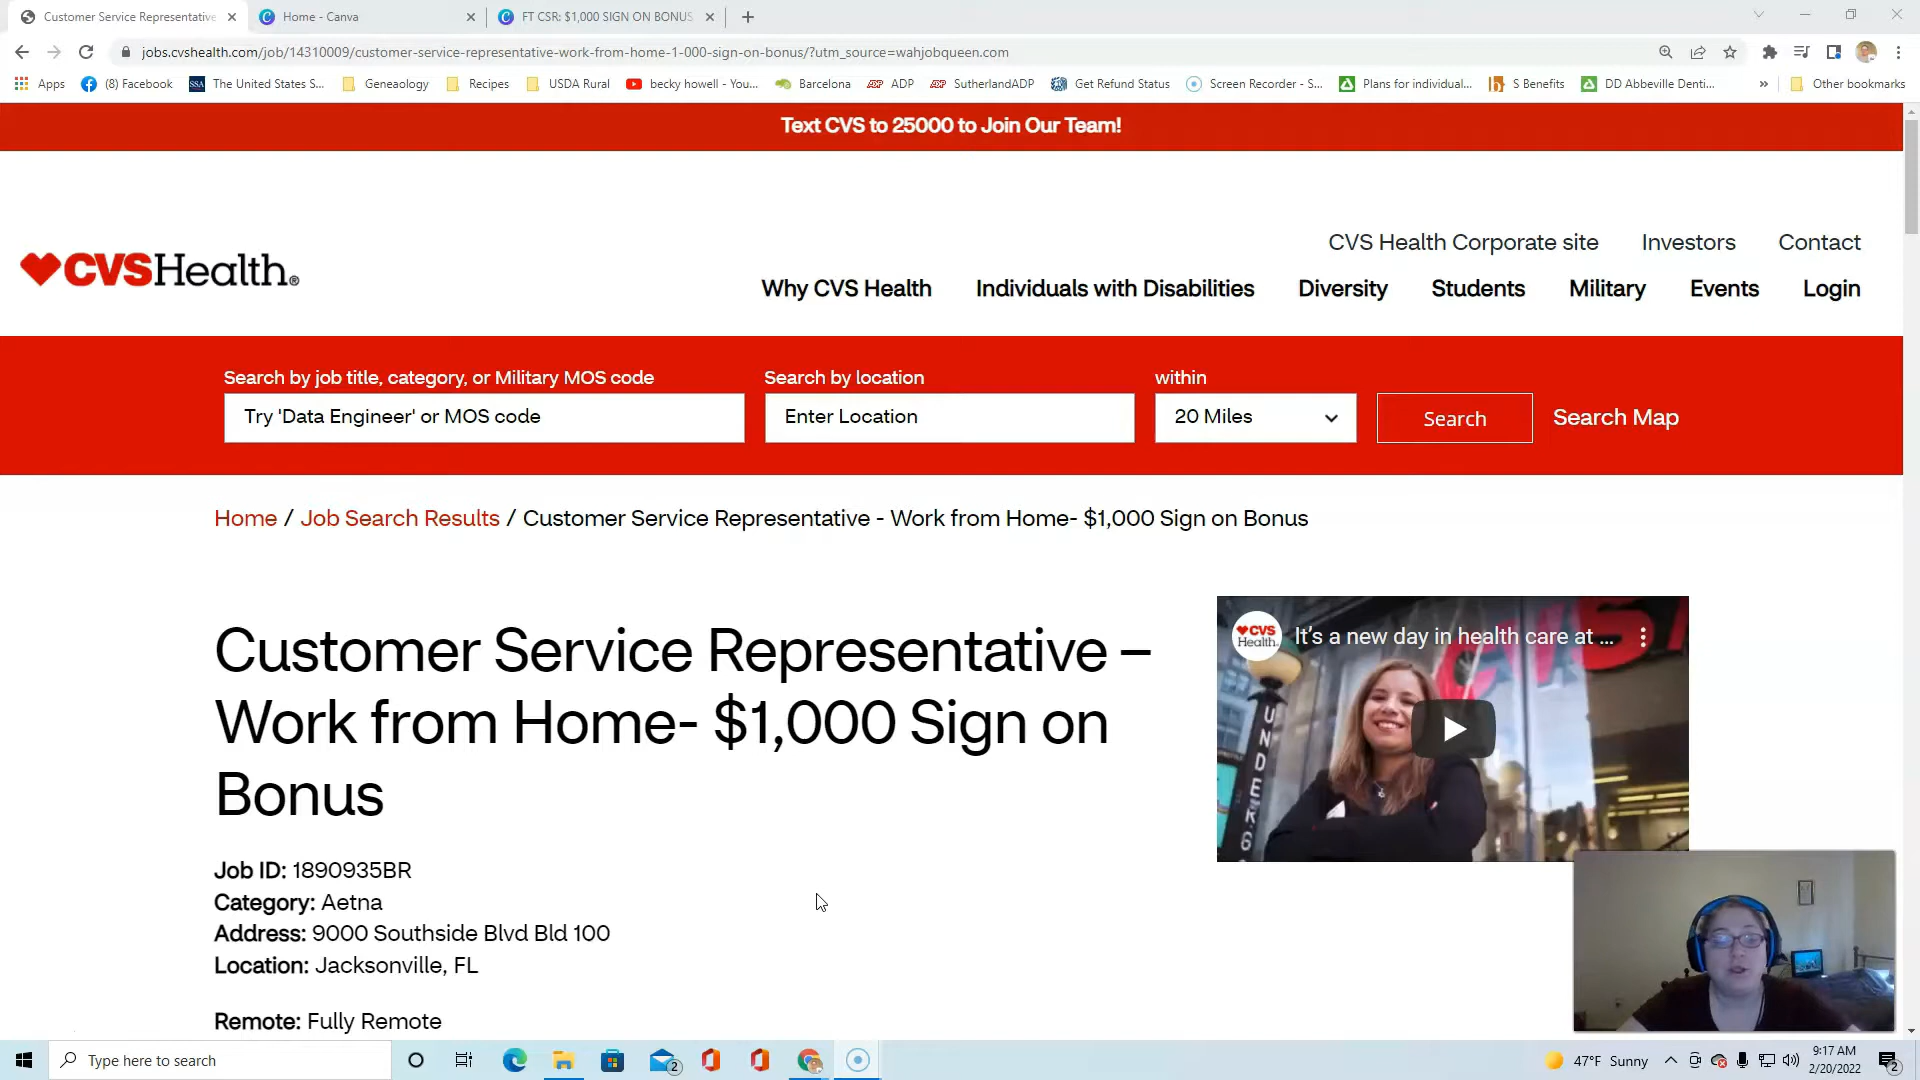 Customer Service Representative
Home - Canva
FT CSR: $1,000 SIGN ON BONUS
jobs.cvshealth.com/job/14310009/customer-service-representative-work-from-home-1-000-sign-on-bonus/?utm_source=wahjobqueen.com
Apps
(8) Facebook
SSA
The United States S...
Geneaology
Recipes
USDA Rural
becky howell - You...
Barcelona
ADP
SutherlandADP
Get Refund Status
Screen Recorder - S...
Plans for individual...
S Benefits
DD Abbeville Denti...
»
Other bookmarks
Text CVS to 25000 to Join Our Team!
CVS Health Corporate site
Investors
Contact
CVSHealth®
Why CVS Health
Individuals with Disabilities
Diversity
Students
Military
Events
Login
Search by job title, category, or Military MOS code
Search by location
within
Try 'Data Engineer' or MOS code
Enter Location
20 Miles
Search
Search Map
Home / Job Search Results / Customer Service Representative - Work from Home- $1,000 Sign on Bonus
Customer Service Representative –
Work from Home- $1,000 Sign on
Bonus
CVS
Health.
It's a new day in health care at ...
Job ID: 1890935BR
Category: Aetna
Address: 9000 Southside Blvd Bld 100
Location: Jacksonville, FL
Remote: Fully Remote
Type here to search
2
47°F Sunny
9:17 AM
2/20/2022
2